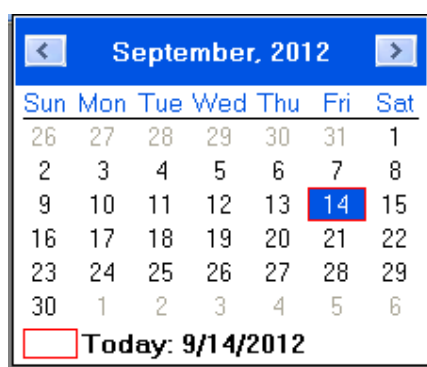 September, 2012
Sun Mon Tue Wed Thu Fri Sat
26 27 28 29 30 31 1
2 3 4 5 6 7 8
9 10 11 12 13 14 15
16 17 18 19 20 21 22
23 24 25 26 27 28 29
30 1 2 3 4 5 6
Today: 9/14/2012